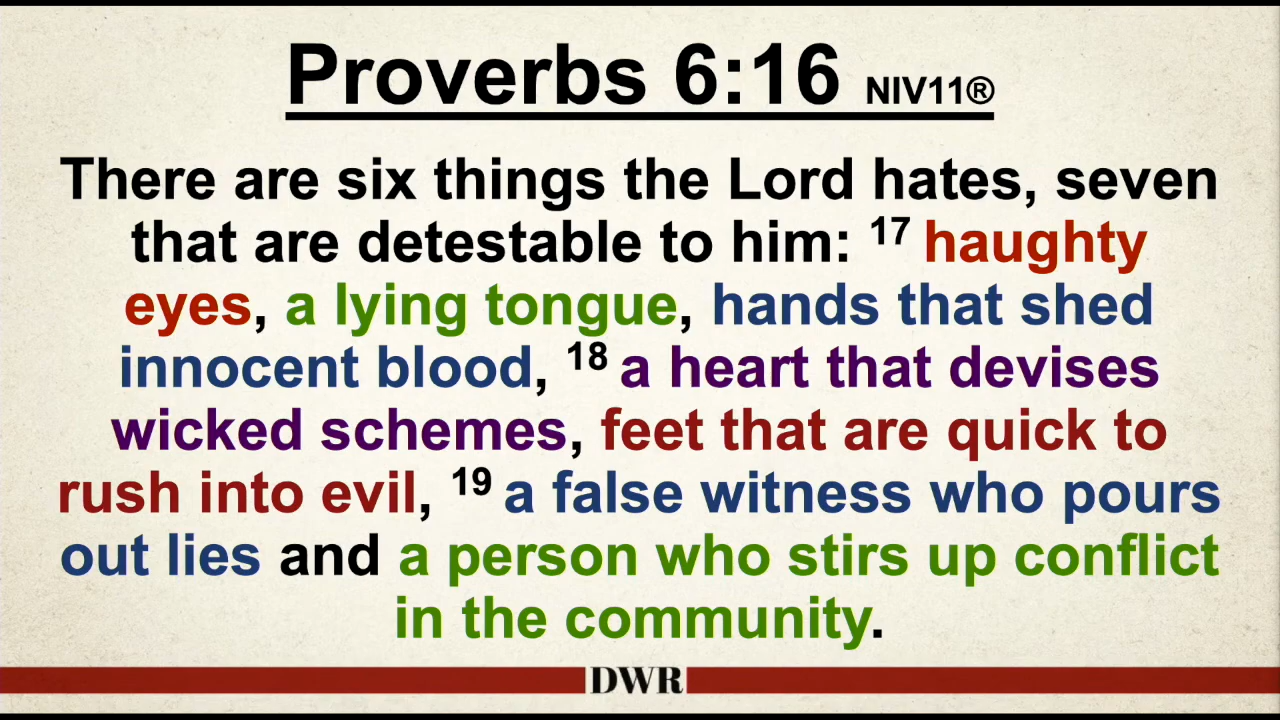 Proverbs 6:16 NIV11®
There are six things the Lord hates, seven
that are detestable to him: 17 haughty
eyes, a lying tongue, hands that shed
innocent blood, 18 a heart that devises
wicked schemes, feet that are quick to
rush into evil, 19 a false witness who pours
out lies and a person who stirs up conflict
in the community.
DWR